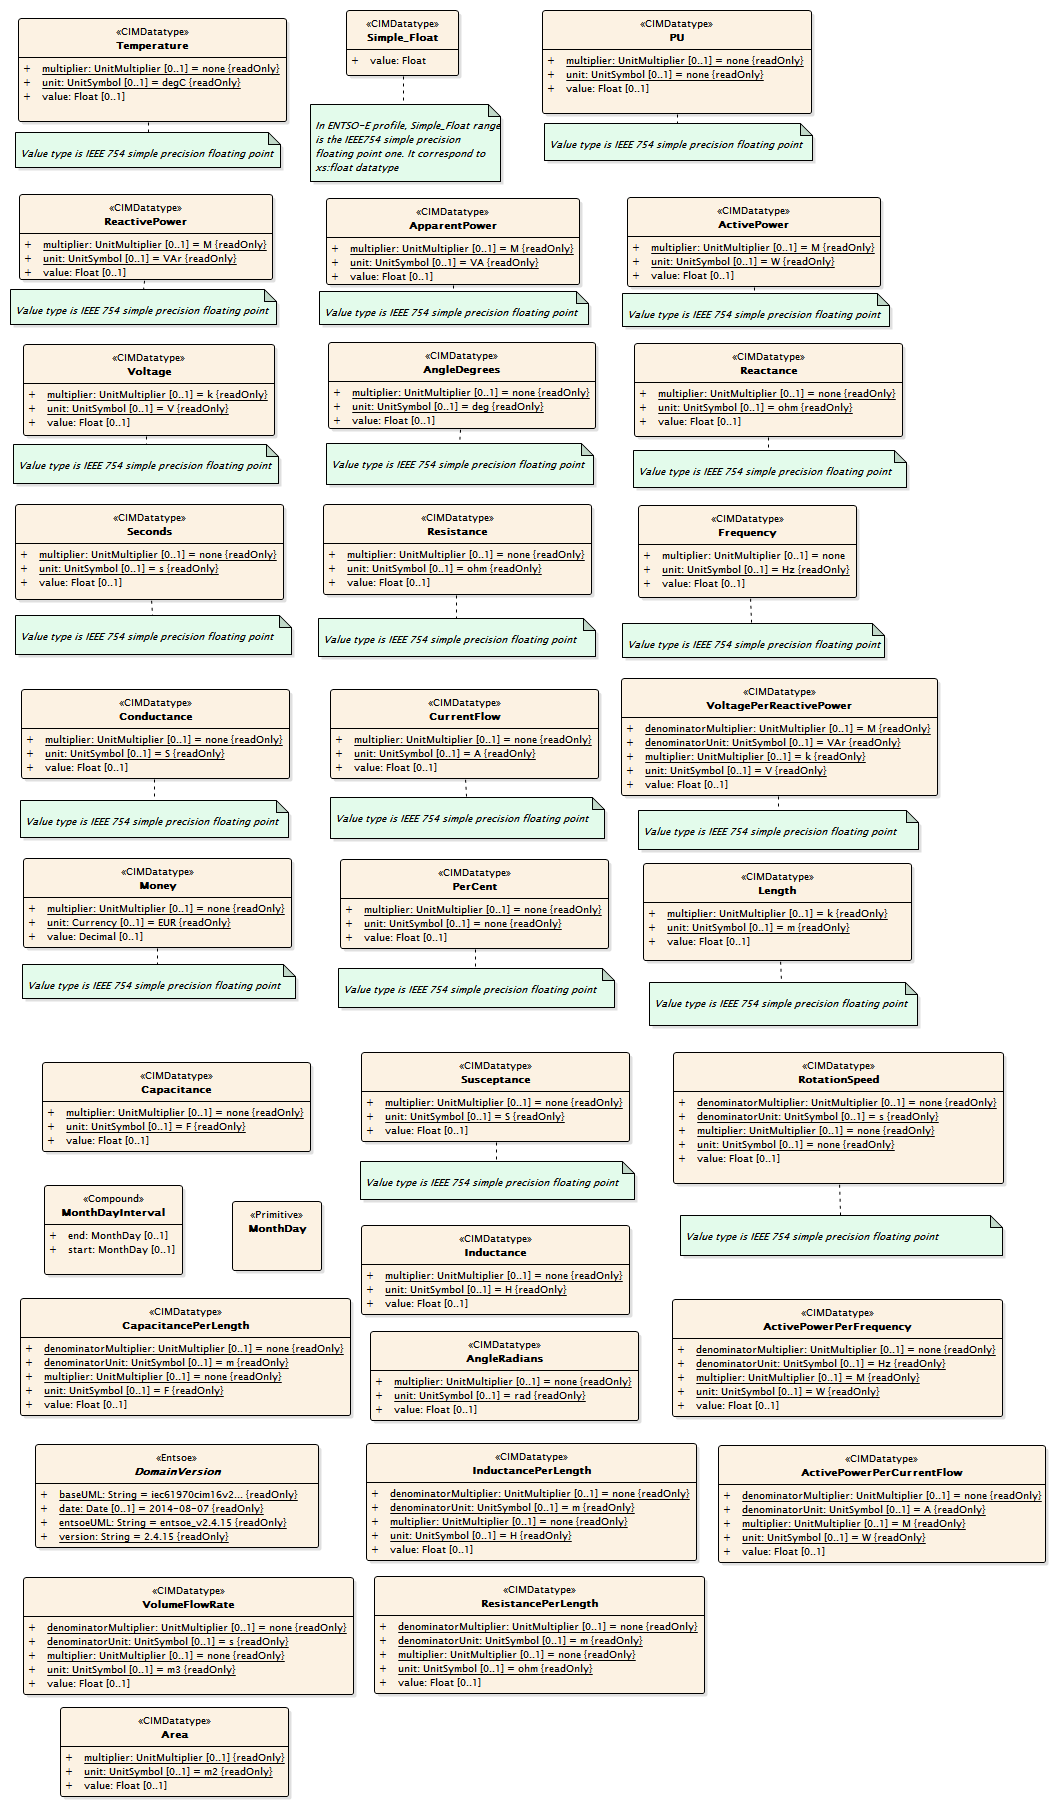 «CIMDatatype»
Temperature
+ multiplier: UnitMultiplier [0..1] = none {readOnly}
+ unit: UnitSymbol [0..1] = degC {readOnly}
+ value: Float [0..1]
Value type is IEEE 754 simple precision floating point
«CIMDatatype»
Simple_Float
+ value: Float
In ENTSO-E profile, Simple_Float range
is the IEEE754 simple precision
floating point one. It correspond to
xs:float datatype
«CIMDatatype»
PU
+ multiplier: UnitMultiplier [0..1] = none {readOnly}
+ unit: UnitSymbol [0..1] = none {readOnly}
+ value: Float [0..1]
Value type is IEEE 754 simple precision floating point
«CIMDatatype»
ReactivePower
+ multiplier: UnitMultiplier [0..1] = M {readOnly}
+ unit: UnitSymbol [0..1] = VAr {readOnly}
+ value: Float [0..1]
Value type is IEEE 754 simple precision floating point
«CIMDatatype»
ApparentPower
+ multiplier: UnitMultiplier [0..1] = M {readOnly}
+ unit: UnitSymbol [0..1] = VA {readOnly}
+ value: Float [0..1]
Value type is IEEE 754 simple precision floating point
«CIMDatatype»
ActivePower
+ multiplier: UnitMultiplier [0..1] = M {readOnly}
+ unit: UnitSymbol [0..1] = W {readOnly}
+ value: Float [0..1]
Value type is IEEE 754 simple precision floating point
«CIMDatatype»
Voltage
+ multiplier: UnitMultiplier [0..1] = k {readOnly}
+ unit: UnitSymbol [0..1] = V {readOnly}
+ value: Float [0..1]
Value type is IEEE 754 simple precision floating point
«CIMDatatype»
AngleDegrees
+ multiplier: UnitMultiplier [0..1] = none {readOnly}
+ unit: UnitSymbol [0..1] = deg {readOnly}
+ value: Float [0..1]
Value type is IEEE 754 simple precision floating point
«CIMDatatype»
Reactance
+ multiplier: UnitMultiplier [0..1] = none {readOnly}
+ unit: UnitSymbol [0..1] = ohm {readOnly}
+ value: Float [0..1]
Value type is IEEE 754 simple precision floating point
«CIMDatatype»
Seconds
+ multiplier: UnitMultiplier [0..1] = none {readOnly}
+ unit: UnitSymbol [0..1] = s {readOnly}
+ value: Float [0..1]
Value type is IEEE 754 simple precision floating point
«CIMDatatype»
Resistance
+ multiplier: UnitMultiplier [0..1] = none {readOnly}
+ unit: UnitSymbol [0..1] = ohm {readOnly}
+ value: Float [0..1]
Value type is IEEE 754 simple precision floating point
«CIMDatatype»
Frequency
+ multiplier: UnitMultiplier [0..1] = none
+ unit: UnitSymbol [0..1] = Hz {readOnly}
+ value: Float [0..1]
Value type is IEEE 754 simple precision floating point
«CIMDatatype»
Conductance
+ multiplier: UnitMultiplier [0..1] = none {readOnly}
+ unit: UnitSymbol [0..1] = S {readOnly}
+ value: Float [0..1]
Value type is IEEE 754 simple precision floating point
«CIMDatatype»
CurrentFlow
+ multiplier: UnitMultiplier [0..1] = none {readOnly}
+ unit: UnitSymbol [0..1] = A {readOnly}
+ value: Float [0..1]
Value type is IEEE 754 simple precision floating point
«CIMDatatype»
VoltagePerReactivePower
+ denominatorMultiplier: UnitMultiplier [0..1] = M {readOnly}
+ denominatorUnit: UnitSymbol [0..1] = VAr {readOnly}
+ multiplier: UnitMultiplier [0..1] = k {readOnly}
+ unit: UnitSymbol [0..1] = V {readOnly}
+ value: Float [0..1]
Value type is IEEE 754 simple precision floating point
«CIMDatatype»
Money
+ multiplier: UnitMultiplier [0..1] = none {readOnly}
+ unit: Currency [0..1] = EUR {readOnly}
+ value: Decimal [0..1]
Value type is IEEE 754 simple precision floating point
«CIMDatatype»
PerCent
+ multiplier: UnitMultiplier [0..1] = none {readOnly}
+ unit: UnitSymbol [0..1] = none {readOnly}
+ value: Float [0..1]
Value type is IEEE 754 simple precision floating point
«CIMDatatype»
Length
+ multiplier: UnitMultiplier [0..1] = k {readOnly}
+ unit: UnitSymbol [0..1] = m {readOnly}
+ value: Float [0..1]
Value type is IEEE 754 simple precision floating point
«CIMDatatype»
Capacitance
+ multiplier: UnitMultiplier [0..1] = none {readOnly}
+ unit: UnitSymbol [0..1] = F {readOnly}
+ value: Float [0..1]
«CIMDatatype»
Susceptance
+ multiplier: UnitMultiplier [0..1] = none {readOnly}
+ unit: UnitSymbol [0..1] = S {readOnly}
+ value: Float [0..1]
Value type is IEEE 754 simple precision floating point
«CIMDatatype»
RotationSpeed
+ denominatorMultiplier: UnitMultiplier [0..1] = none {readOnly}
+ denominatorUnit: UnitSymbol [0..1] = s {readOnly}
+ multiplier: UnitMultiplier [0..1] = none {readOnly}
+ unit: UnitSymbol [0..1] = none {readOnly}
+ value: Float [0..1]
Value type is IEEE 754 simple precision floating point
«Compound»
MonthDayInterval
+ end: MonthDay [0..1]
+ start: MonthDay [0..1]
«Primitive»
MonthDay
«CIMDatatype»
Inductance
+ multiplier: UnitMultiplier [0..1] = none {readOnly}
+ unit: UnitSymbol [0..1] = H {readOnly}
+ value: Float [0..1]
«CIMDatatype»
CapacitancePerLength
+ denominatorMultiplier: UnitMultiplier [0..1] = none {readOnly}
+ denominatorUnit: UnitSymbol [0..1] = m {readOnly}
+ multiplier: UnitMultiplier [0..1] = none {readOnly}
+ unit: UnitSymbol [0..1] = F {readOnly}
+ value: Float [0..1]
«CIMDatatype»
AngleRadians
+ multiplier: UnitMultiplier [0..1] = none {readOnly}
+ unit: UnitSymbol [0..1] = rad {readOnly}
+ value: Float [0..1]
«CIMDatatype»
ActivePowerPerFrequency
+ denominatorMultiplier: UnitMultiplier [0..1] = none {readOnly}
+ denominatorUnit: UnitSymbol [0..1] = Hz {readOnly}
+ multiplier: UnitMultiplier [0..1] = M {readOnly}
+ unit: UnitSymbol [0..1] = W {readOnly}
+ value: Float [0..1]
«Entsoe»
DomainVersion
+ baseUML: String = iec61970cim16v2... {readOnly}
+ date: Date [0..1] = 2014-08-07 {readOnly}
+ entsoeUML: String = entsoe_v2.4.15 {readOnly}
+ version: String = 2.4.15 {readOnly}
«CIMDatatype»
InductancePerLength
+ denominatorMultiplier: UnitMultiplier [0..1] = none {readOnly}
+ denominatorUnit: UnitSymbol [0..1] = m {readOnly}
+ multiplier: UnitMultiplier [0..1] = none {readOnly}
+ unit: UnitSymbol [0..1] = H {readOnly}
+ value: Float [0..1]
«CIMDatatype»
ActivePowerPerCurrentFlow
+ denominatorMultiplier: UnitMultiplier [0..1] = none {readOnly}
+ denominatorUnit: UnitSymbol [0..1] = A {readOnly}
+ multiplier: UnitMultiplier [0..1] = M {readOnly}
+ unit: UnitSymbol [0..1] = W {readOnly}
+ value: Float [0..1]
«CIMDatatype»
VolumeFlowRate
+ denominatorMultiplier: UnitMultiplier [0..1] = none {readOnly}
+ denominatorUnit: UnitSymbol [0..1] = s {readOnly}
+ multiplier: UnitMultiplier [0..1] = none {readOnly}
+ unit: UnitSymbol [0..1] = m3 {readOnly}
+ value: Float [0..1]
«CIMDatatype»
ResistancePerLength
+ denominatorMultiplier: UnitMultiplier [0..1] = none {readOnly}
+ denominatorUnit: UnitSymbol [0..1] = m {readOnly}
+ multiplier: UnitMultiplier [0..1] = none {readOnly}
+ unit: UnitSymbol [0..1] = ohm {readOnly}
+ value: Float [0..1]
«CIMDatatype»
Area
+ multiplier: UnitMultiplier [0..1] {readOnly}
+ unit: UnitSymbol [0..1] = m2 {readOnly}
+ value: Float [0..1]